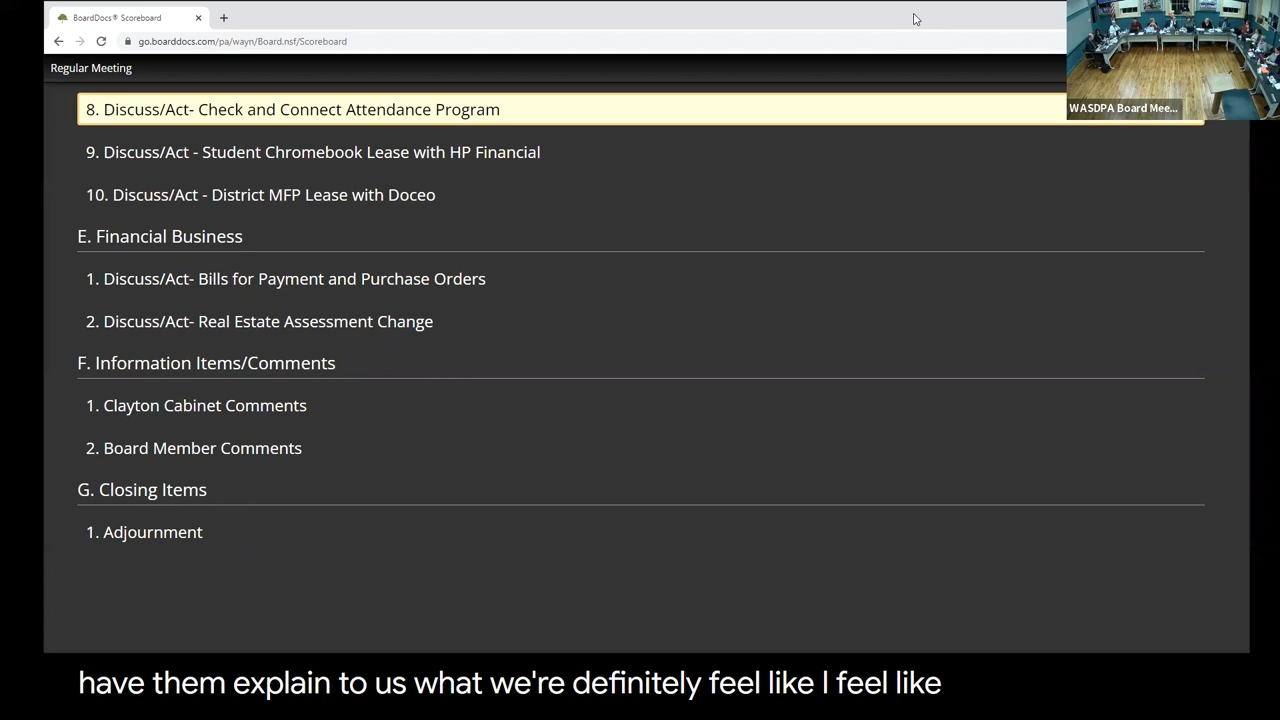 BoardDocs® Scoreboard
go.boarddocs.com/pa/wayn/Board.nsf/Scoreboard
Regular Meeting
WASDPA Board Mee...
8. Discuss/Act- Check and Connect Attendance Program
9. Discuss/Act - Student Chromebook Lease with HP Financial
10. Discuss/Act - District MFP Lease with Doceo
E. Financial Business
1. Discuss/Act- Bills for Payment and Purchase Orders
2. Discuss/Act- Real Estate Assessment Change
F. Information Items/Comments
1. Clayton Cabinet Comments
2. Board Member Comments
G. Closing Items
1. Adjournment
have them explain to us what we're definitely feel like I feel like